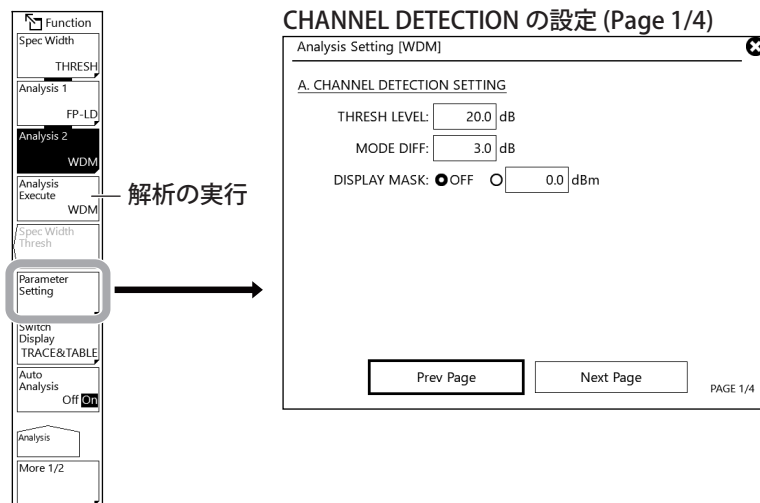 Function
Spec Width
THRESH
Analysis 1
FP-LD
Analysis 2
WDM
Analysis
Execute
WDM
Spec Width
Thresh
Parameter
Setting
Switch
Display
TRACE&TABLE
Auto
Analysis
Off On
Analysis
More 1/2
解析の実行
CHANNEL DETECTION の設定 (Page 1/4)
Analysis Setting [WDM]
A. CHANNEL DETECTION SETTING
THRESH LEVEL: 20.0 dB
MODE DIFF: 3.0 dB
DISPLAY MASK: OFF 0.0 dBm
Prev Page Next Page PAGE 1/4